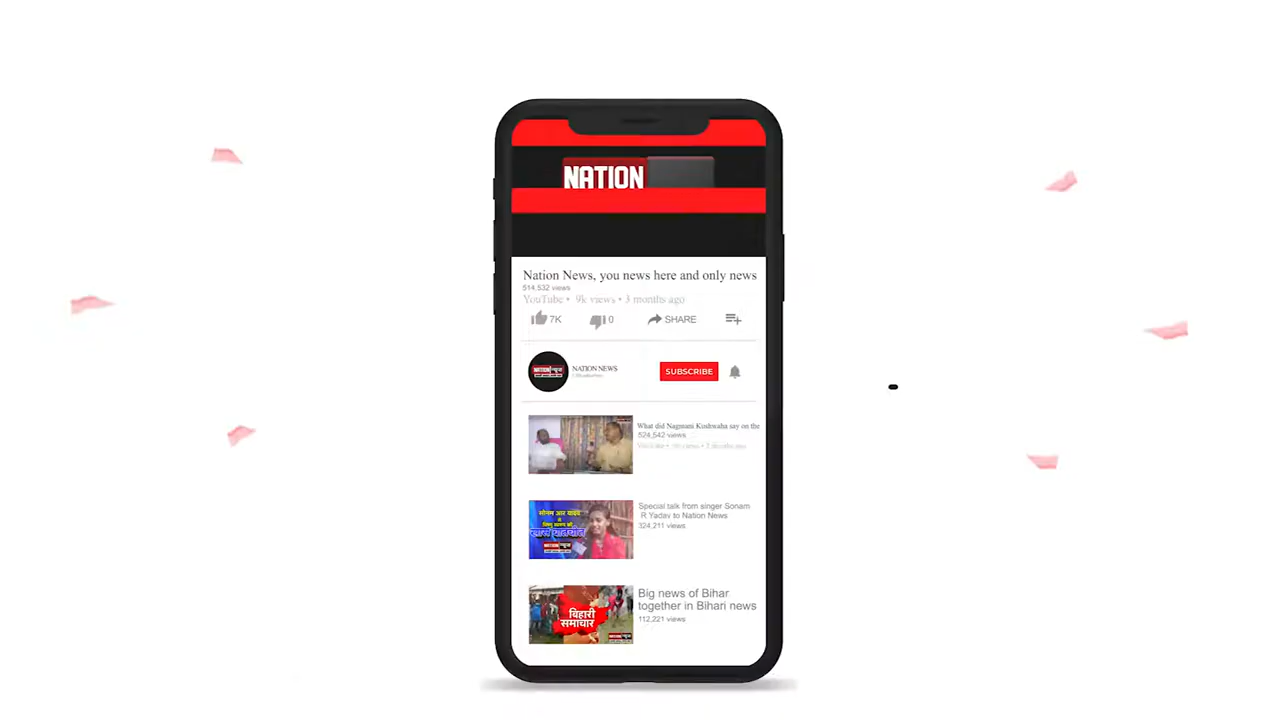 NATION
Nation News, you news here and only news
514,532 views
YouTube • 9k views • 3 months ago
7K
0
SHARE
NATION NEWS
SUBSCRIBE
What did Nagmani Kushwaha say on the
524,542 views
Special talk from singer Sonam
R Yadav to Nation News
324,211 views
सोनम आर यादव
Big news of Bihar
together in Bihari news
112,221 views
बिहारी
समाचार